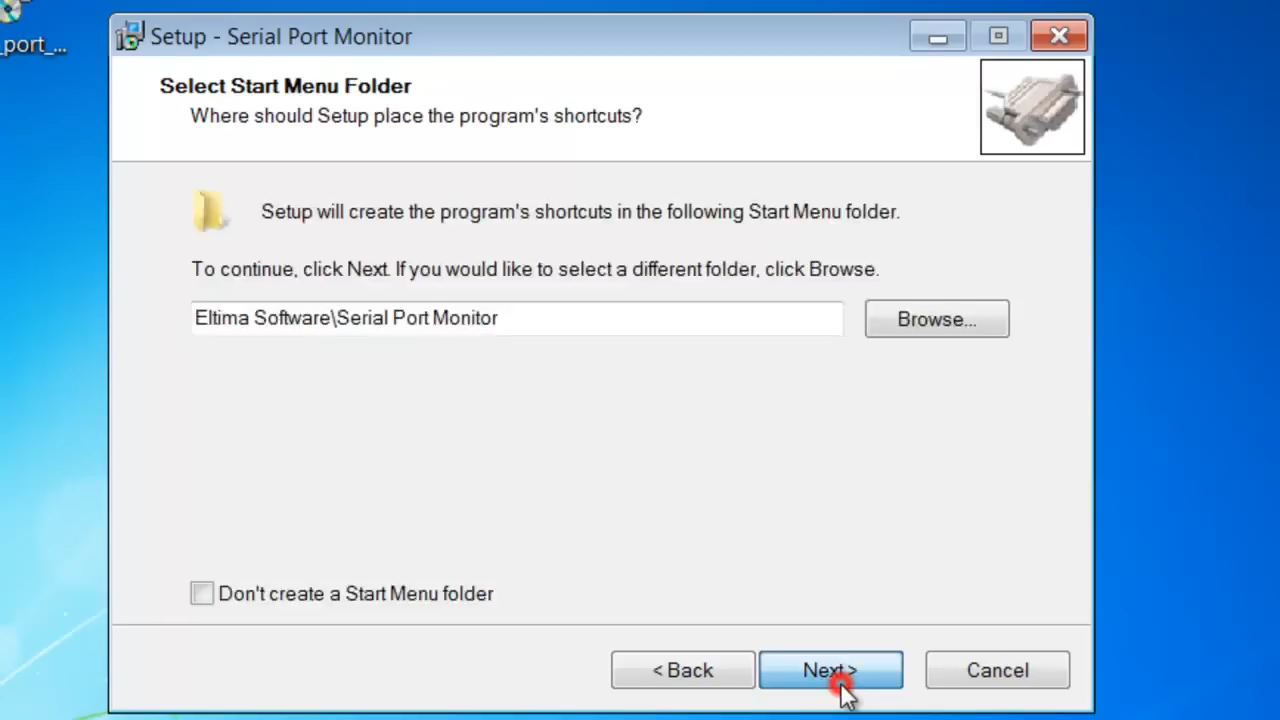 _port_...
Setup - Serial Port Monitor
Select Start Menu Folder
Where should Setup place the program's shortcuts?
Setup will create the program's shortcuts in the following Start Menu folder.
To continue, click Next. If you would like to select a different folder, click Browse.
Eltima Software\Serial Port Monitor
Browse...
Don't create a Start Menu folder
< Back
Next >
Cancel